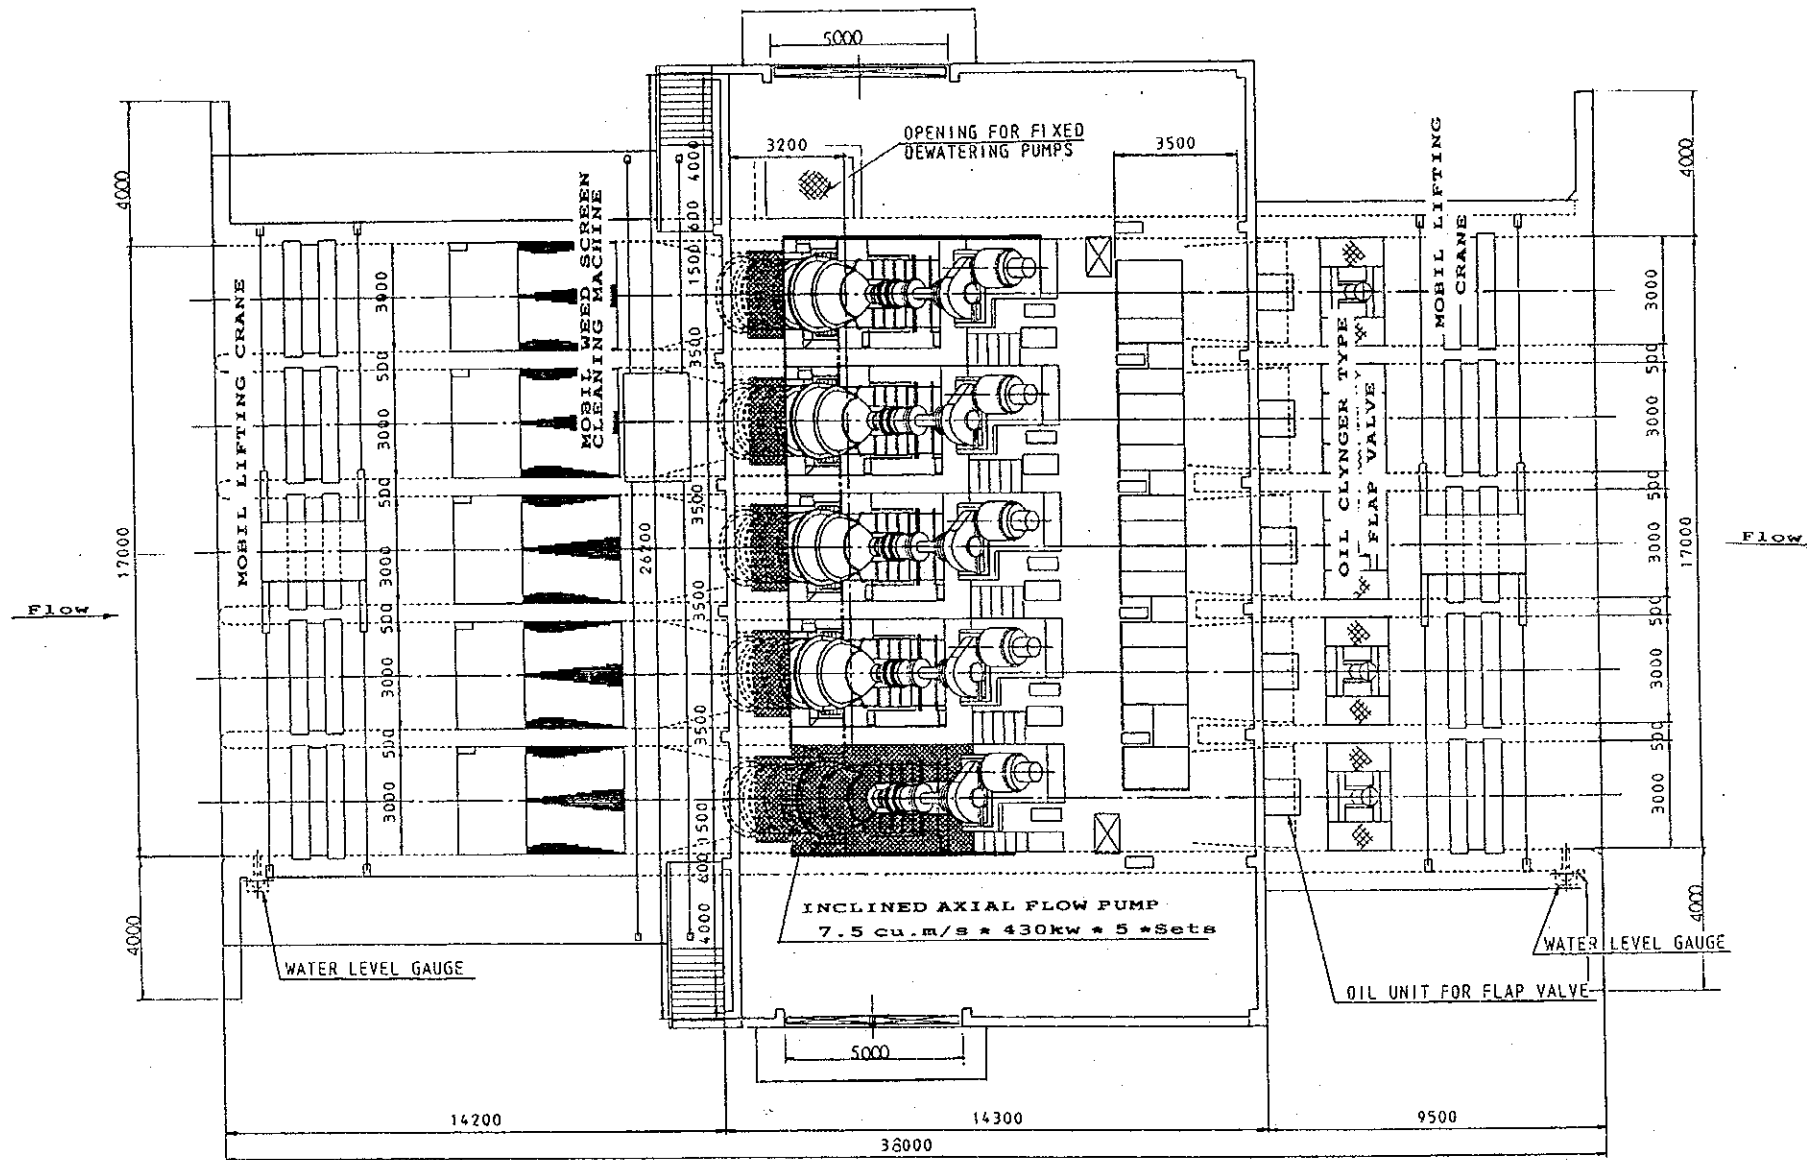 5000
OPENING FOR FIXED
DEWATERING PUMPS
3200
3500
4000
4000
4000
600
1500
MOBIL WEED SCREEN
CLEANING MACHINE
MOBIL LIFTING
CRANE
MOBIL LIFTING CRANE
OIL CLYNGER TYPE
FLAP VALVE
3900
500
3000
500
3000
500
3000
500
3000
3500
3500
3500
3500
1500
600
4000
26200
3000
500
3000
500
3000
500
3000
500
3000
17000
17000
Flow
Flow
4000
4000
INCLINED AXIAL FLOW PUMP
7.5 cu.m/s * 430kw * 5 *Sets
WATER LEVEL GAUGE
WATER LEVEL GAUGE
OIL UNIT FOR FLAP VALVE
5000
14200
14300
9500
38000